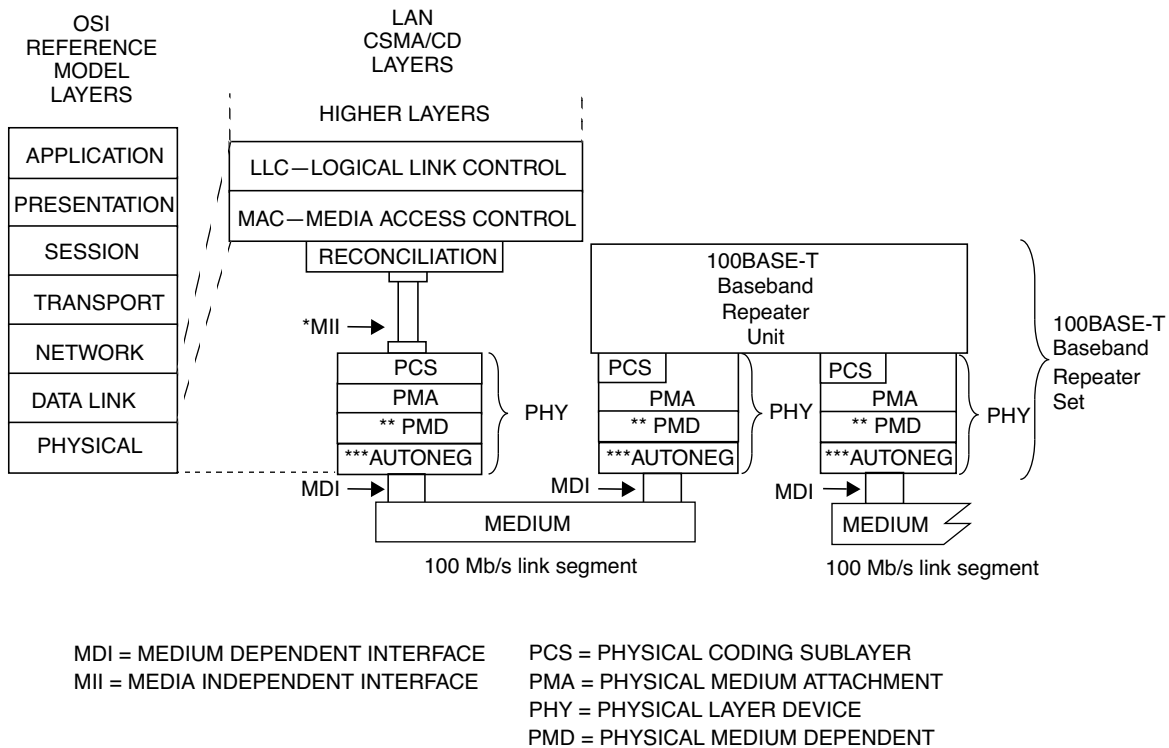 OSI
REFERENCE
MODEL
LAYERS
LAN
CSMA/CD
LAYERS
HIGHER LAYERS
APPLICATION
PRESENTATION
SESSION
TRANSPORT
NETWORK
DATA LINK
PHYSICAL
LLC—LOGICAL LINK CONTROL
MAC—MEDIA ACCESS CONTROL
RECONCILIATION
*MII
PCS
PMA
** PMD
***AUTONEG
PHY
MDI
100BASE-T
Baseband
Repeater
Unit
PCS
PMA
** PMD
***AUTONEG
PHY
MDI
PCS
PMA
** PMD
***AUTONEG
PHY
MDI
100BASE-T
Baseband
Repeater
Set
MEDIUM
MEDIUM
100 Mb/s link segment
100 Mb/s link segment
MDI = MEDIUM DEPENDENT INTERFACE
MII = MEDIA INDEPENDENT INTERFACE
PCS = PHYSICAL CODING SUBLAYER
PMA = PHYSICAL MEDIUM ATTACHMENT
PHY = PHYSICAL LAYER DEVICE
PMD = PHYSICAL MEDIUM DEPENDENT